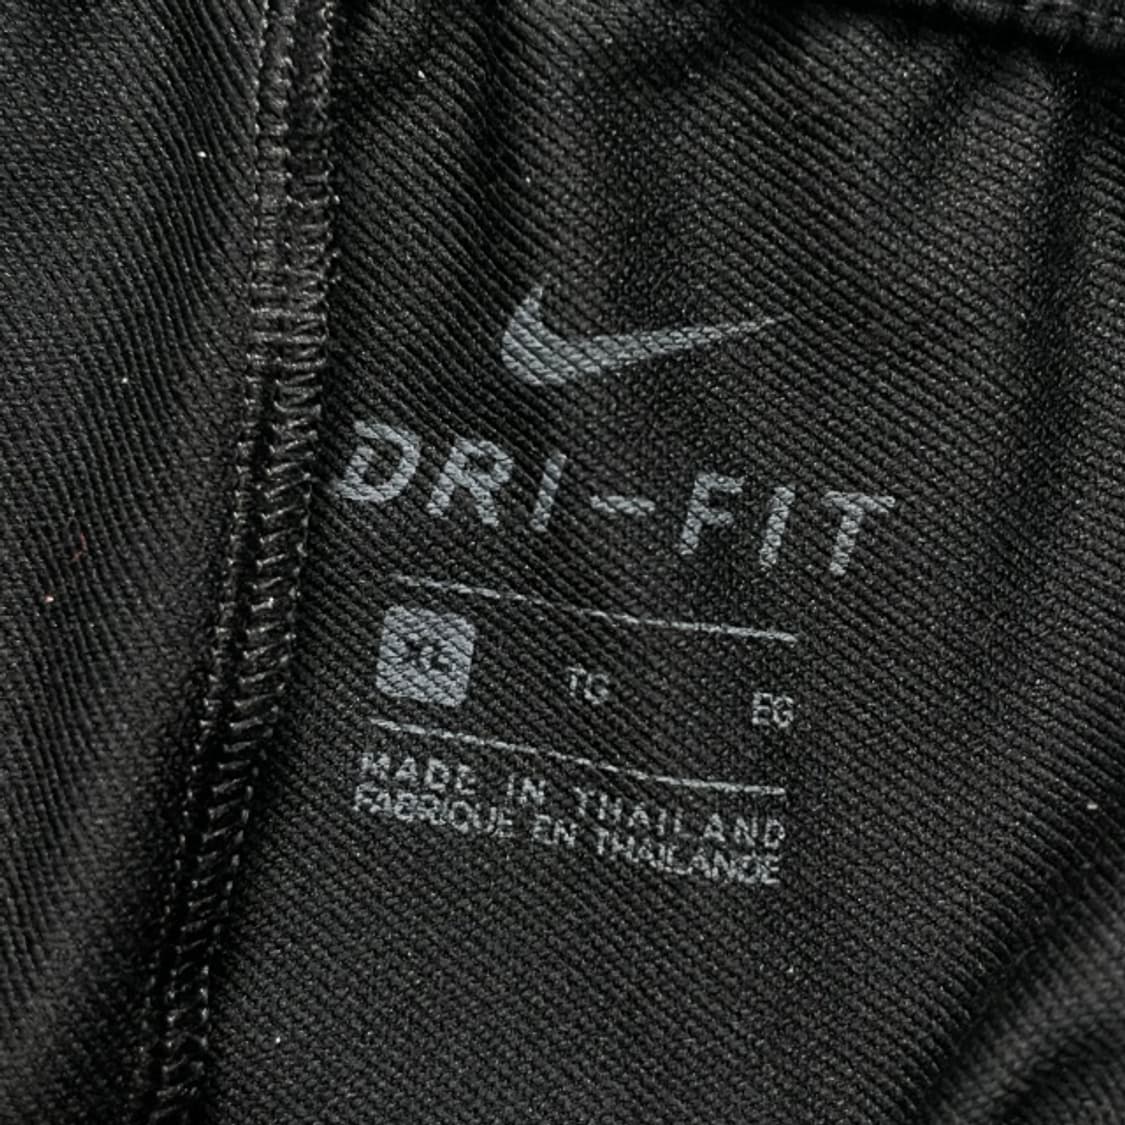 DRI-FIT
XL TG EG
MADE IN THAILAND
FABRIQUE EN THAILANDE